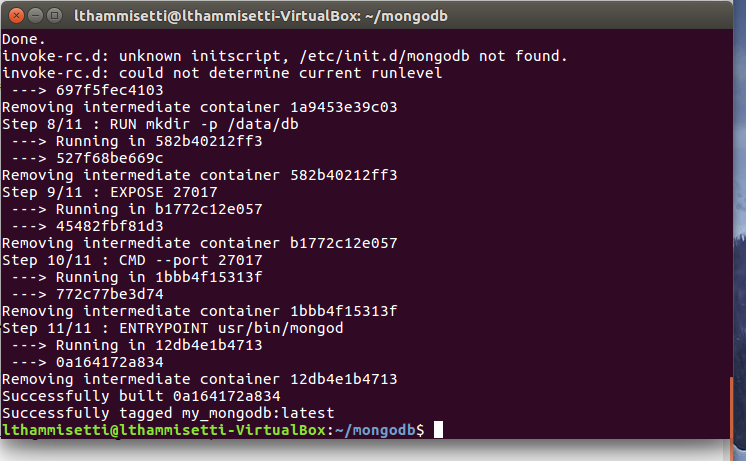 lthammisetti@lthammisetti-VirtualBox: ~/mongodb
Done.
invoke-rc.d: unknown initscript, /etc/init.d/mongodb not found.
invoke-rc.d: could not determine current runlevel
 ---> 697f5fec4103
Removing intermediate container 1a9453e39c03
Step 8/11 : RUN mkdir -p /data/db
 ---> Running in 582b40212ff3
 ---> 527f68be669c
Removing intermediate container 582b40212ff3
Step 9/11 : EXPOSE 27017
 ---> Running in b1772c12e057
 ---> 45482fbf81d3
Removing intermediate container b1772c12e057
Step 10/11 : CMD --port 27017
 ---> Running in 1bbb4f15313f
 ---> 772c77be3d74
Removing intermediate container 1bbb4f15313f
Step 11/11 : ENTRYPOINT usr/bin/mongod
 ---> Running in 12db4e1b4713
 ---> 0a164172a834
Removing intermediate container 12db4e1b4713
Successfully built 0a164172a834
Successfully tagged my_mongodb:latest
lthammisetti@lthammisetti-VirtualBox:~/mongodb$